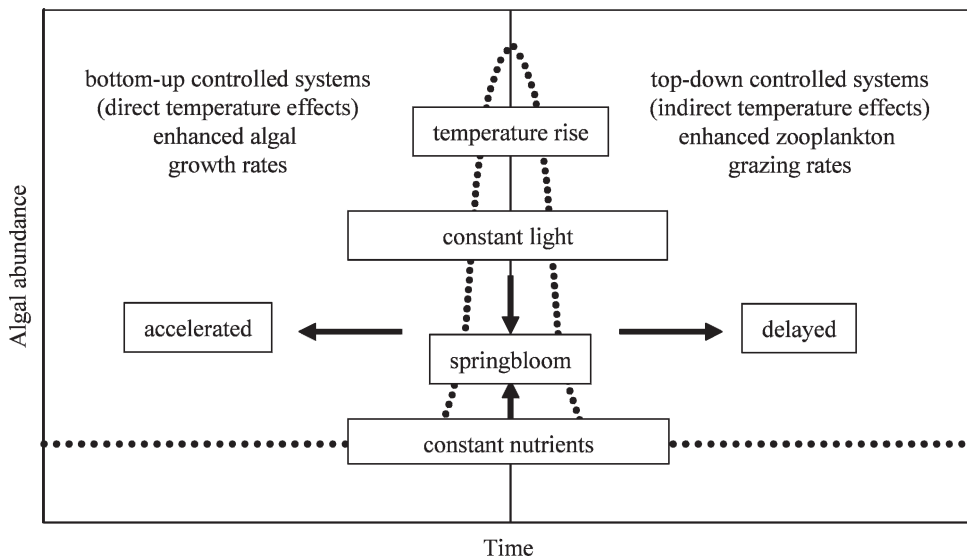 bottom-up controlled systems
(direct temperature effects)
enhanced algal
growth rates
top-down controlled systems
(indirect temperature effects)
enhanced zooplankton
grazing rates
temperature rise
constant light
accelerated
delayed
springbloom
constant nutrients
Algal abundance
Time